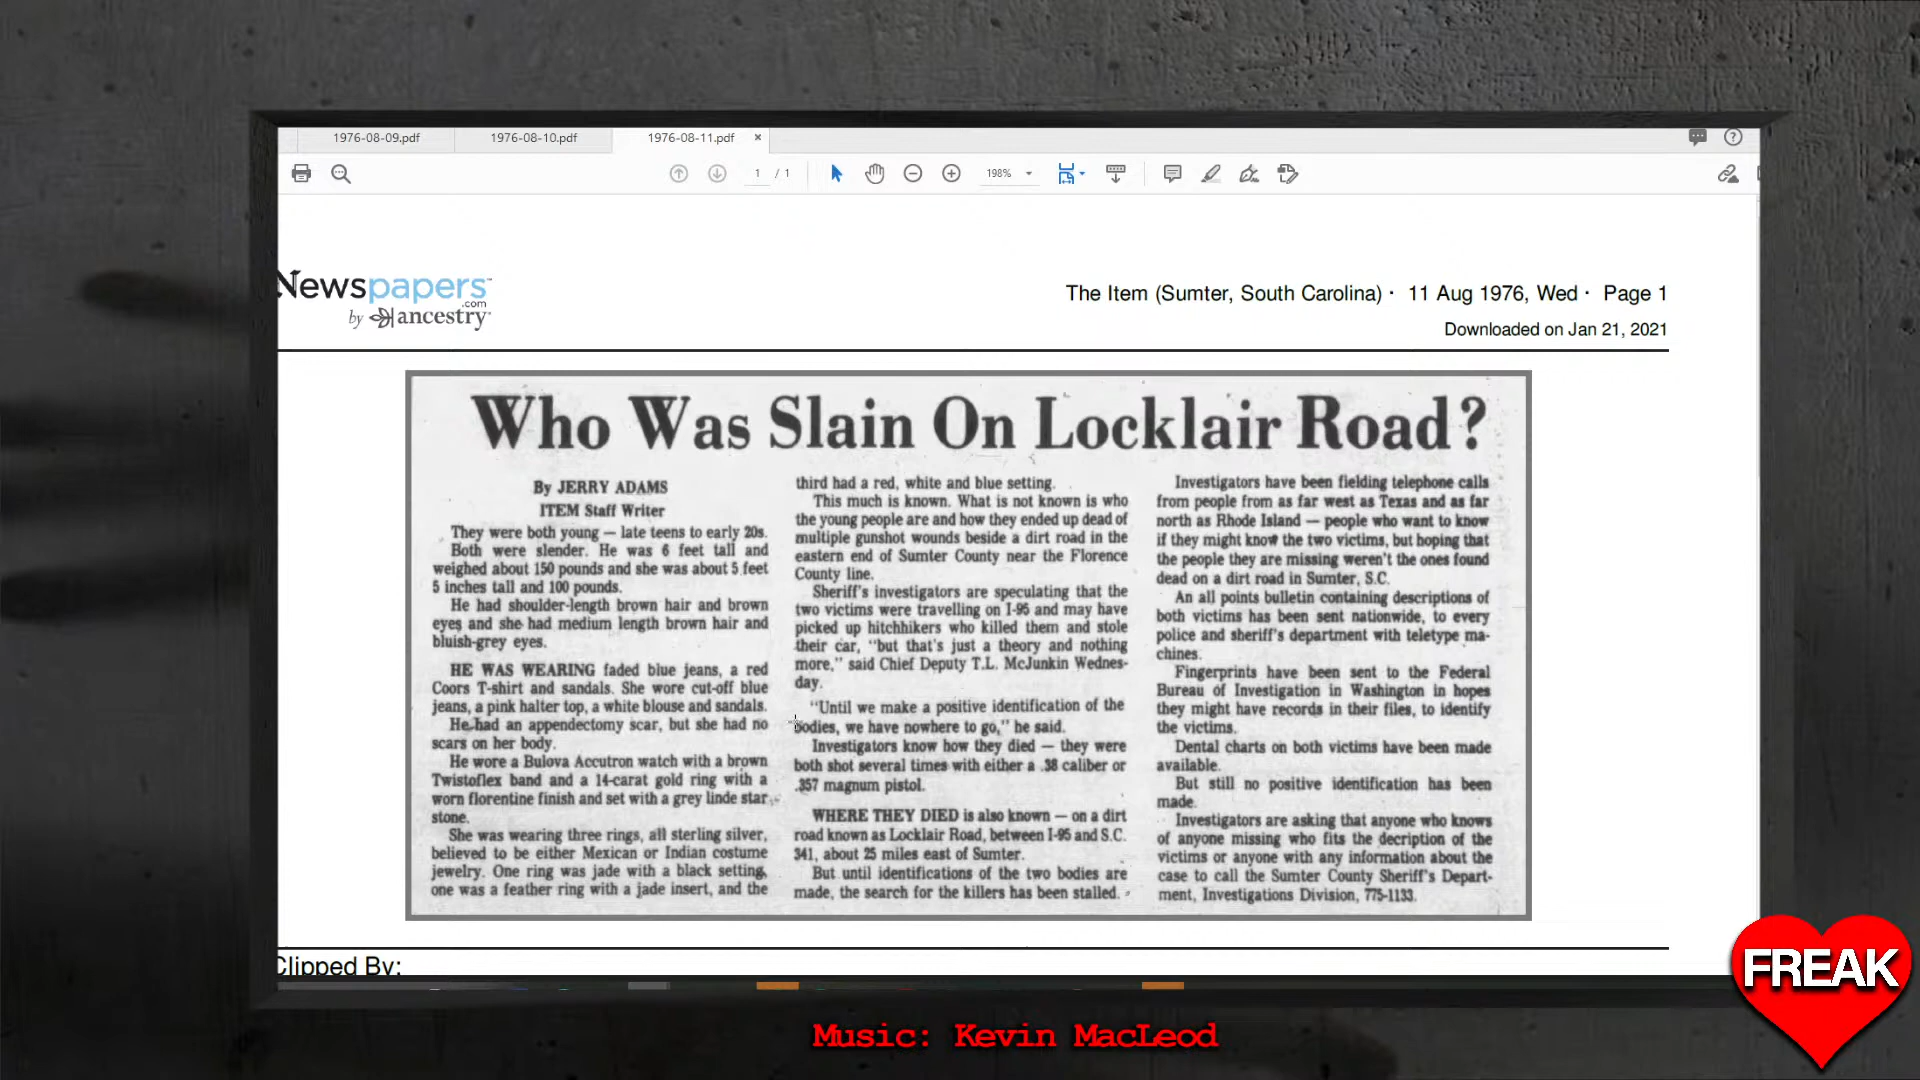 1976-08-09.pdf
1976-08-10.pdf
1976-08-11.pdf
1 / 1
198%
Newspapers™
.com
by ancestry®
The Item (Sumter, South Carolina) · 11 Aug 1976, Wed · Page 1
Downloaded on Jan 21, 2021
Who Was Slain On Locklair Road?
By JERRY ADAMS
ITEM Staff Writer
They were both young — late teens to early 20s.
Both were slender. He was 6 feet tall and
weighed about 150 pounds and she was about 5 feet
5 inches tall and 100 pounds.
He had shoulder-length brown hair and brown
eyes and she had medium length brown hair and
bluish-grey eyes.
HE WAS WEARING faded blue jeans, a red
Coors T-shirt and sandals. She wore cut-off blue
jeans, a pink halter top, a white blouse and sandals.
He had an appendectomy scar, but she had no
scars on her body.
He wore a Bulova Accutron watch with a brown
Twistoflex band and a 14-carat gold ring with a
worn florentine finish and set with a grey linde star
stone.
She was wearing three rings, all sterling silver,
believed to be either Mexican or Indian costume
jewelry. One ring was jade with a black setting,
one was a feather ring with a jade insert, and the
third had a red, white and blue setting.
This much is known. What is not known is who
the young people are and how they ended up dead of
multiple gunshot wounds beside a dirt road in the
eastern end of Sumter County near the Florence
County line.
Sheriff's investigators are speculating that the
two victims were travelling on I-95 and may have
picked up hitchhikers who killed them and stole
their car, "but that's just a theory and nothing
more," said Chief Deputy T.L. McJunkin Wednes-
day.
"Until we make a positive identification of the
bodies, we have nowhere to go," he said.
Investigators know how they died — they were
both shot several times with either a .38 caliber or
.357 magnum pistol.
WHERE THEY DIED is also known — on a dirt
road known as Locklair Road, between I-95 and S.C.
341, about 25 miles east of Sumter.
But until identifications of the two bodies are
made, the search for the killers has been stalled.
Investigators have been fielding telephone calls
from people from as far west as Texas and as far
north as Rhode Island — people who want to know
if they might know the two victims, but hoping that
the people they are missing weren't the ones found
dead on a dirt road in Sumter, S.C.
An all points bulletin containing descriptions of
both victims has been sent nationwide, to every
police and sheriff's department with teletype ma-
chines.
Fingerprints have been sent to the Federal
Bureau of Investigation in Washington in hopes
they might have records in their files, to identify
the victims.
Dental charts on both victims have been made
available.
But still no positive identification has been
made.
Investigators are asking that anyone who knows
of anyone missing who fits the decription of the
victims or anyone with any information about the
case to call the Sumter County Sheriff's Depart-
ment, Investigations Division, 775-1133.
Clipped By:
FREAK
Music: Kevin MacLeod